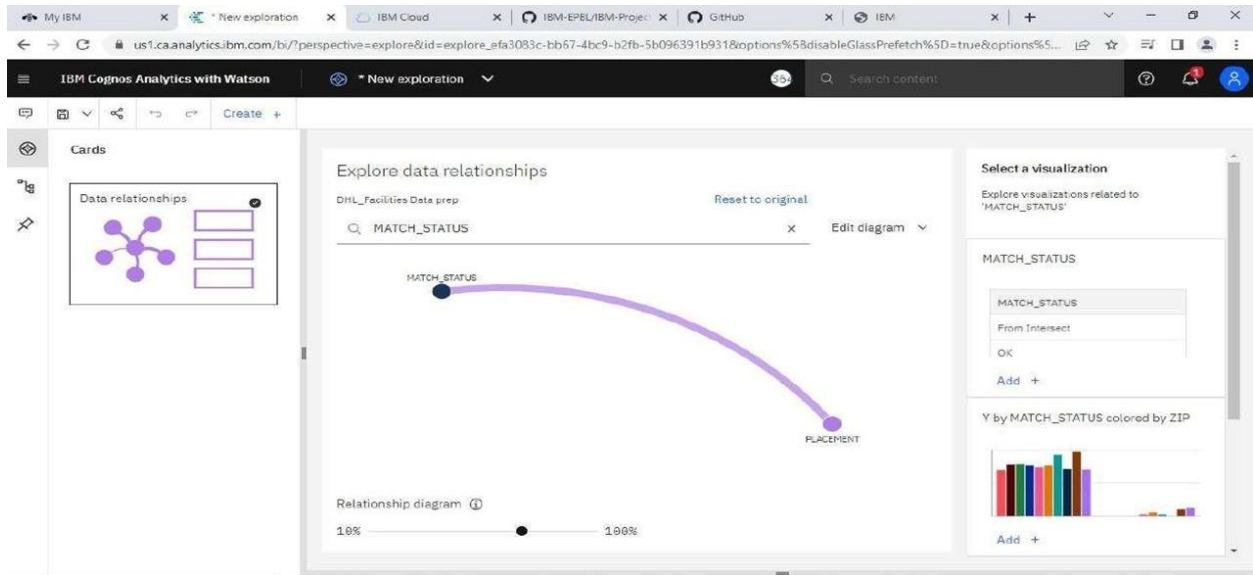 My IBM
* New exploration
IBM Cloud
IBM-EPBL/IBM-Project
GitHub
IBM
us1.ca.analytics.ibm.com/bi/?perspective=explore&id=explore_efa3083c-bb67-4bc9-b2fb-5b096391b931&options%5BdisableGlassPrefetch%5D=true&options%5...
IBM Cognos Analytics with Watson
* New exploration
Search content
1
Create +
Cards
Data relationships
Explore data relationships
DHL_Facilities Data prep
Reset to original
MATCH_STATUS
Edit diagram
MATCH_STATUS
PLACEMENT
Relationship diagram
10%
100%
Select a visualization
Explore visualizations related to
'MATCH_STATUS'
MATCH_STATUS
MATCH_STATUS
From Intersect
OK
Add +
Y by MATCH_STATUS colored by ZIP
Add +